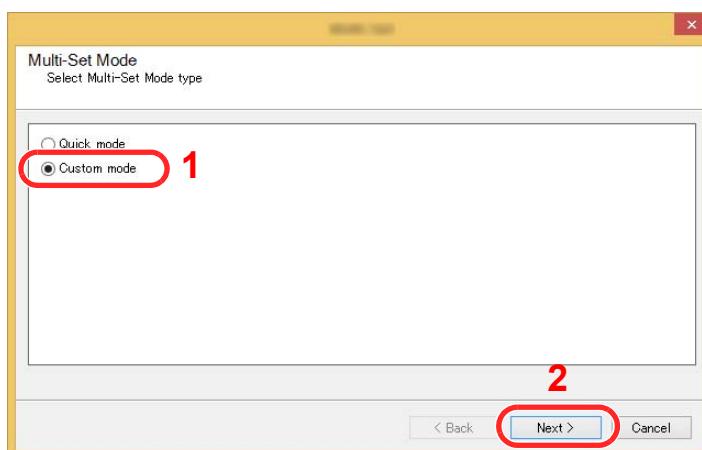 Multi-Set Mode
Select Multi-Set Mode type
Quick mode
Custom mode
1
2
< Back
Next >
Cancel